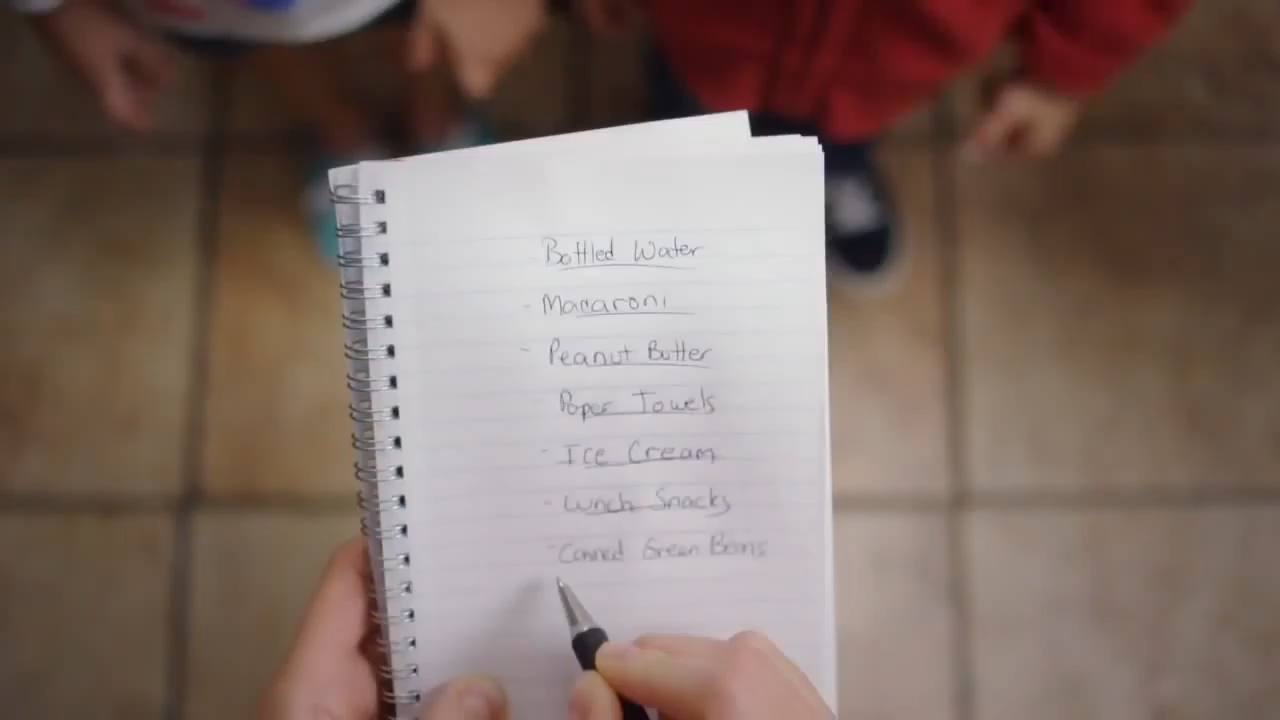 Bottled Water
- Macaroni
- Peanut Butter
Paper Towels
- Ice Cream
- Lunch Snacks
- Canned Green Beans